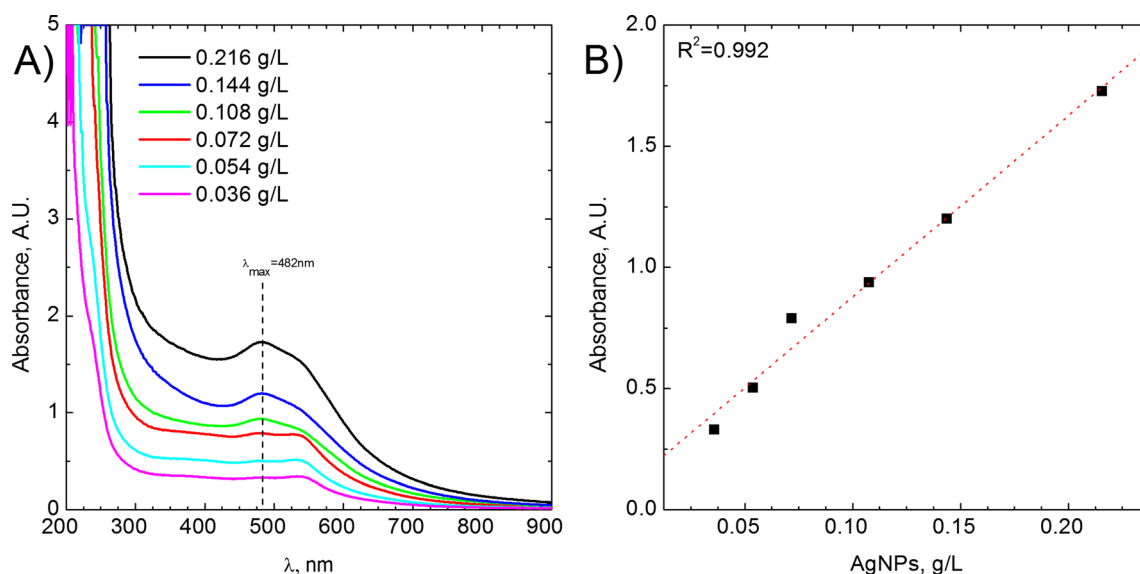 A)
0.216 g/L
0.144 g/L
0.108 g/L
0.072 g/L
0.054 g/L
0.036 g/L
λmax=482nm
Absorbance, A.U.
5
4
3
2
1
0
200 300 400 500 600 700 800 900
λ, nm
B)
R²=0.992
Absorbance, A.U.
2.0
1.5
1.0
0.5
0.0
0.05 0.10 0.15 0.20
AgNPs, g/L